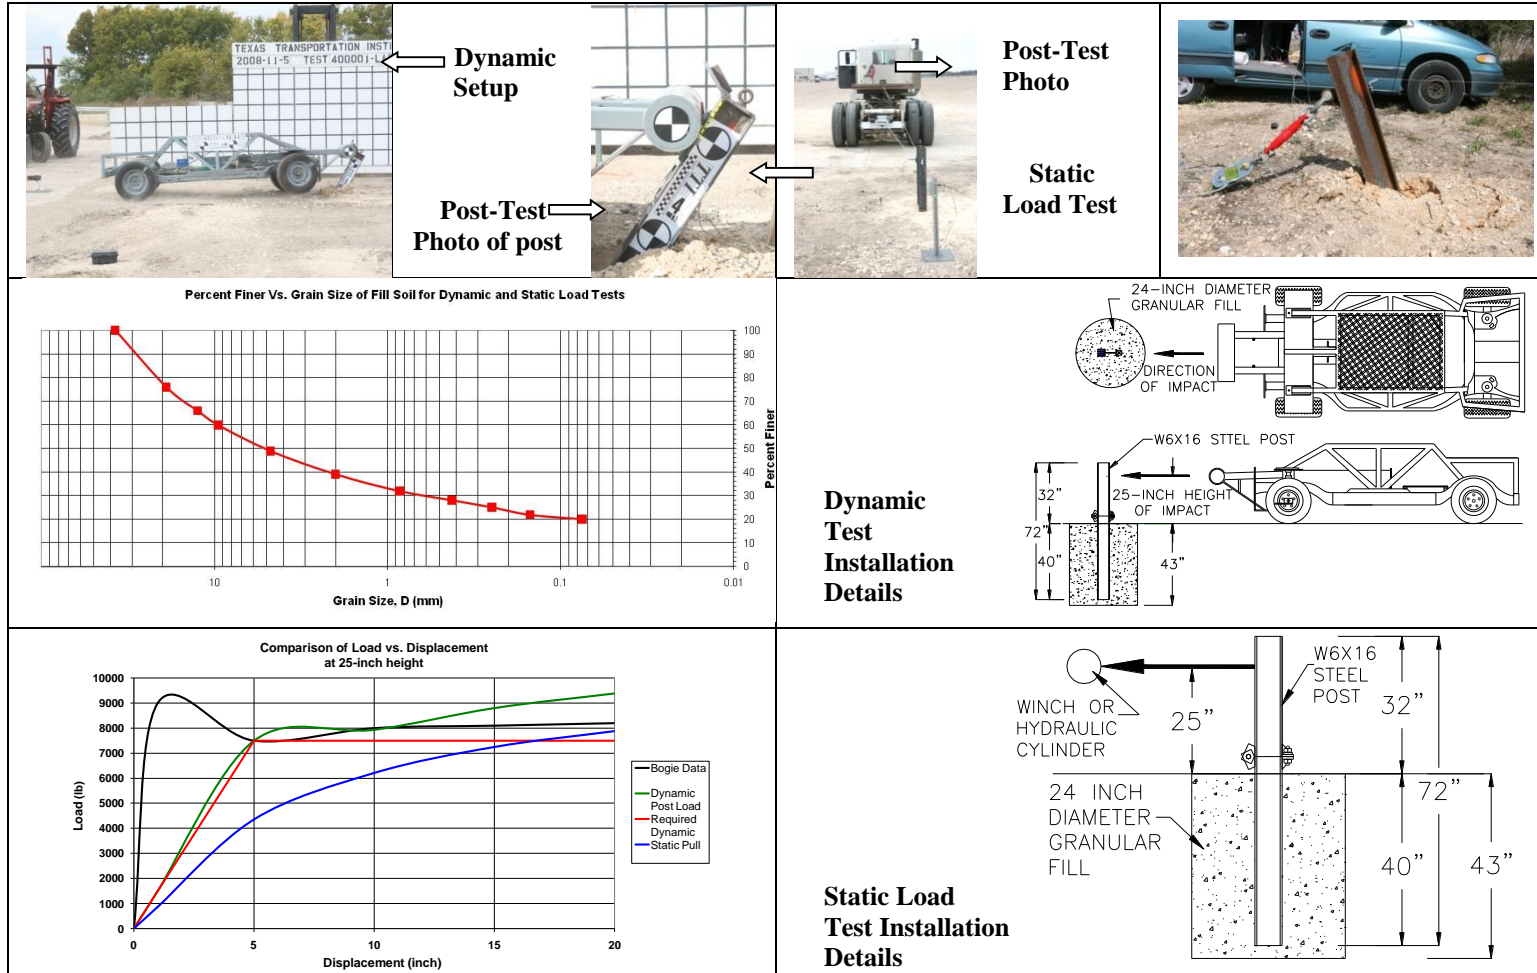 TEXAS TRANSPORTATION INSTI
2008-11-5 TEST 400001-L
Dynamic
Setup
Post-Test
Photo of post
Post-Test
Photo
Static
Load Test
Percent Finer Vs. Grain Size of Fill Soil for Dynamic and Static Load Tests
100
90
80
70
60
50
40
30
20
10
0
Percent Finer
10
1
0.1
0.01
Grain Size, D (mm)
24-INCH DIAMETER
GRANULAR FILL
DIRECTION
OF IMPACT
W6X16 STTEL POST
25-INCH HEIGHT
OF IMPACT
32"
72"
40"
43"
Dynamic
Test
Installation
Details
Comparison of Load vs. Displacement
at 25-inch height
10000
9000
8000
7000
6000
5000
4000
3000
2000
1000
0
Load (lb)
0
5
10
15
20
Displacement (inch)
Bogie Data
Dynamic
Post Load
Required
Dynamic
Static Pull
W6X16
STEEL
POST
WINCH OR
HYDRAULIC
CYLINDER
25"
32"
72"
24 INCH
DIAMETER
GRANULAR
FILL
40"
43"
Static Load
Test Installation
Details